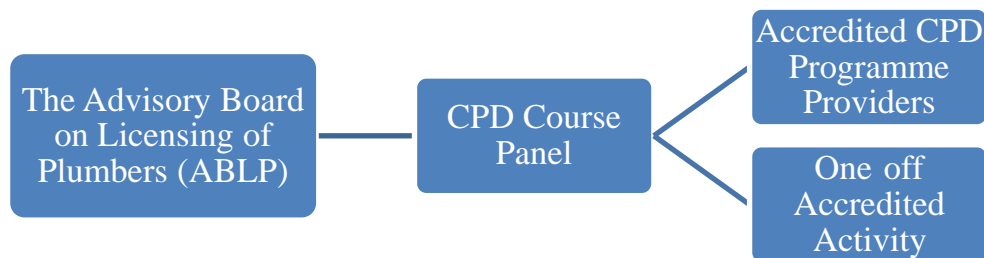 The Advisory Board
on Licensing of
Plumbers (ABLP)
CPD Course
Panel
Accredited CPD
Programme
Providers
One off
Accredited
Activity